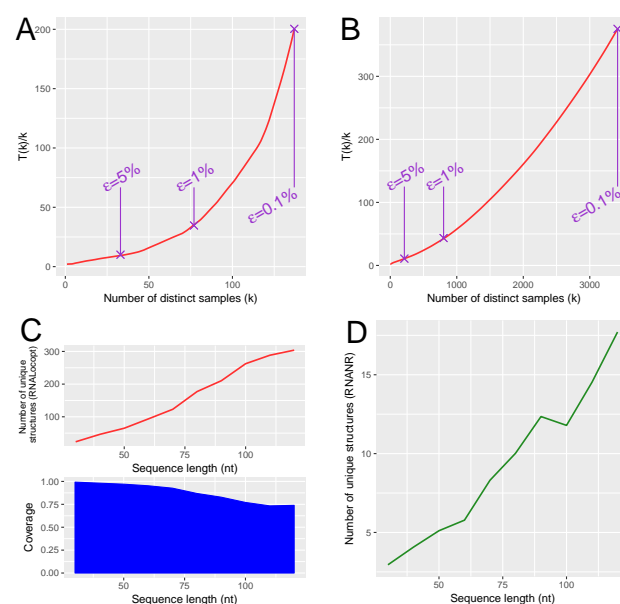 A
200
150
100
50
0
T(k)/k
ε=5%
ε=1%
ε=0.1%
0
50
100
Number of distinct samples (k)
B
300
200
100
0
T(k)/k
ε=5%
ε=1%
ε=0.1%
0
1000
2000
3000
Number of distinct samples (k)
C
300
200
100
Number of unique
structures (RNALocopt)
50
75
100
Sequence length (nt)
1.00
0.75
0.50
0.25
0.00
Coverage
50
75
100
Sequence length (nt)
D
15
10
5
Number of unique structures (RNANR)
50
100
Sequence length (nt)